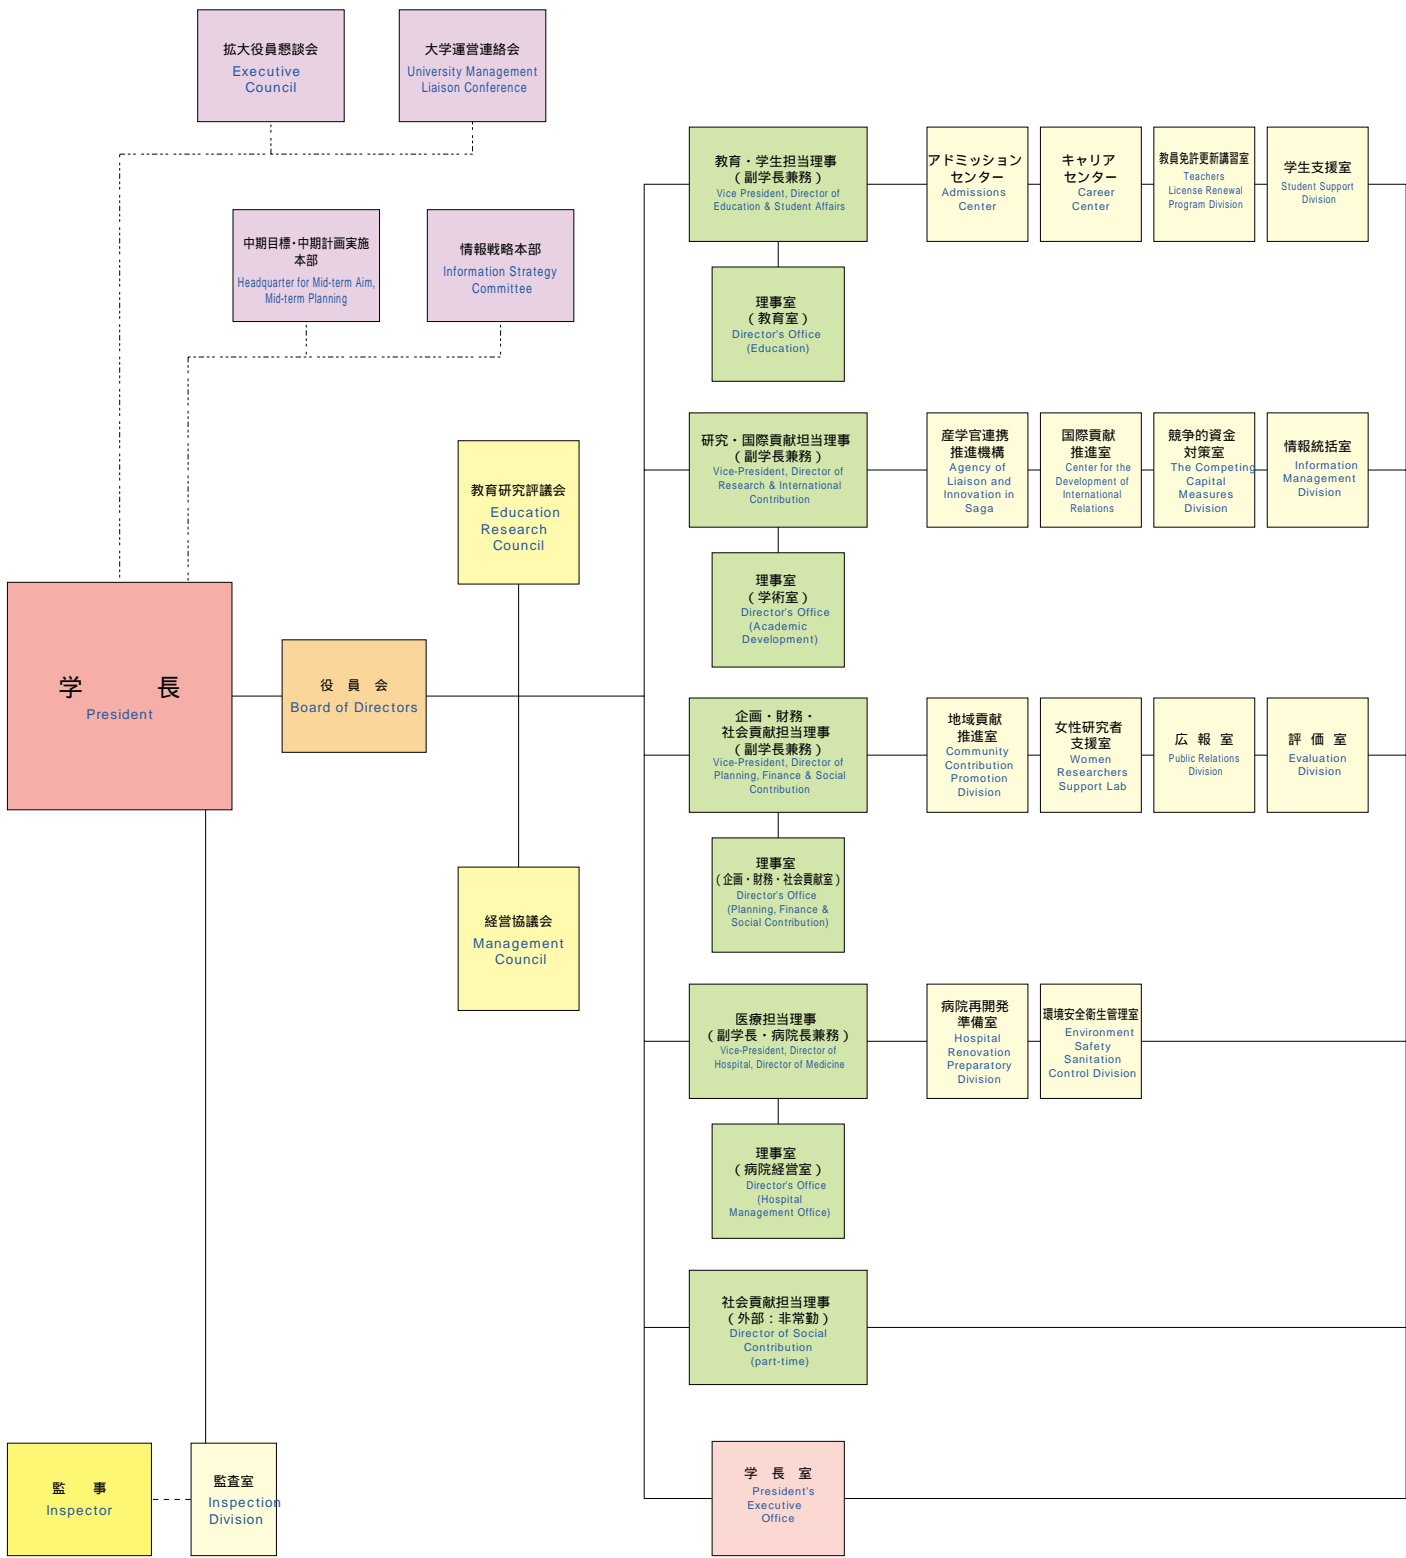 拡大役員懇談会
Executive
Council
大学運営連絡会
University Management
Liaison Conference
中期目標・中期計画実施
本部
Headquarter for Mid-term Aim,
Mid-term Planning
情報戦略本部
Information Strategy
Committee
教育研究評議会
Education
Research
Council
学　長
President
役 員 会
Board of Directors
経営協議会
Management
Council
監 事
Inspector
監査室
Inspection
Division
教育・学生担当理事
（副学長兼務）
Vice President, Director of
Education & Student Affairs
アドミッション
センター
Admissions
Center
キャリア
センター
Career
Center
教員免許更新講習室
Teachers
License Renewal
Program Division
学生支援室
Student Support
Division
理事室
（教育室）
Director's Office
(Education)
研究・国際貢献担当理事
（副学長兼務）
Vice-President, Director of
Research & International
Contribution
産学官連携
推進機構
Agency of
Liaison and
Innovation in
Saga
国際貢献
推進室
Center for the
Development of
International
Relations
競争的資金
対策室
The Competing
Capital
Measures
Division
情報統括室
Information
Management
Division
理事室
（学術室）
Director's Office
(Academic
Development)
企画・財務・
社会貢献担当理事
（副学長兼務）
Vice-President, Director of
Planning, Finance & Social
Contribution
地域貢献
推進室
Community
Contribution
Promotion
Division
女性研究者
支援室
Women
Researchers
Support Lab
広 報 室
Public Relations
Division
評 価 室
Evaluation
Division
理事室
（企画・財務・社会貢献室）
Director's Office
(Planning, Finance &
Social Contribution)
医療担当理事
（副学長・病院長兼務）
Vice-President, Director of
Hospital, Director of Medicine
病院再開発
準備室
Hospital
Renovation
Preparatory
Division
環境安全衛生管理室
Environment
Safety
Sanitation
Control Division
理事室
（病院経営室）
Director's Office
(Hospital
Management Office)
社会貢献担当理事
（外部：非常勤）
Director of Social
Contribution
(part-time)
学 長 室
President's
Executive
Office